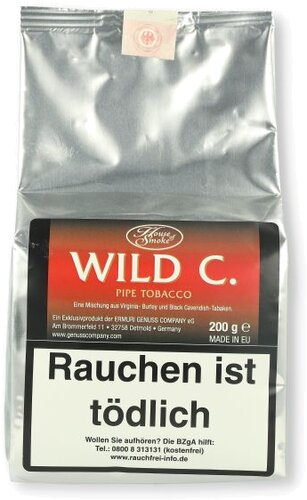 House of
Smoke
WILD C.
PIPE TOBACCO
Eine Mischung aus Virginia- Burley und Black Cavendish-Tabaken.
Ein Exklusivprodukt der ERMURI GENUSS COMPANY eG
Am Brommerfeld 11 • 32758 Detmold • Germany
www.genusscompany.com
200 g e
MADE IN EU
Rauchen ist
tödlich
Wollen Sie aufhören? Die BZgA hilft:
Tel.: 0800 8 313131 (kostenfrei)
www.rauchfrei-info.de